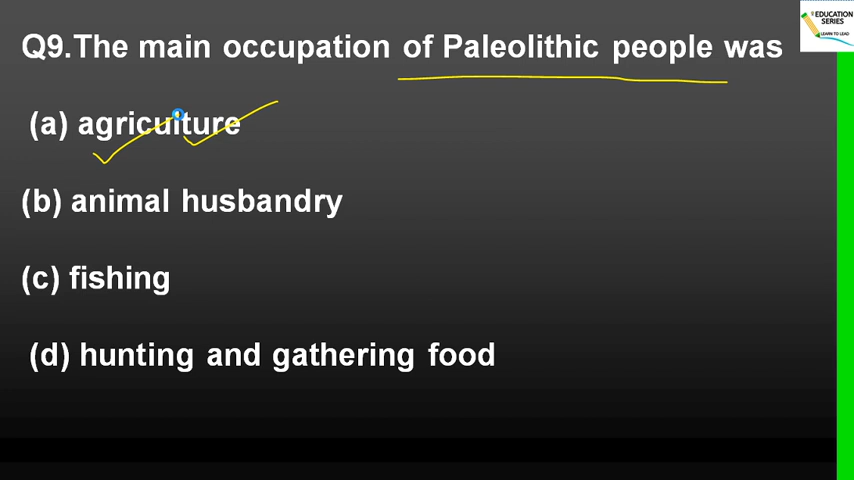 EDUCATION
SERIES
LEARN TO LEAD
Q9.The main occupation of Paleolithic people was
(a) agriculture
(b) animal husbandry
(c) fishing
(d) hunting and gathering food